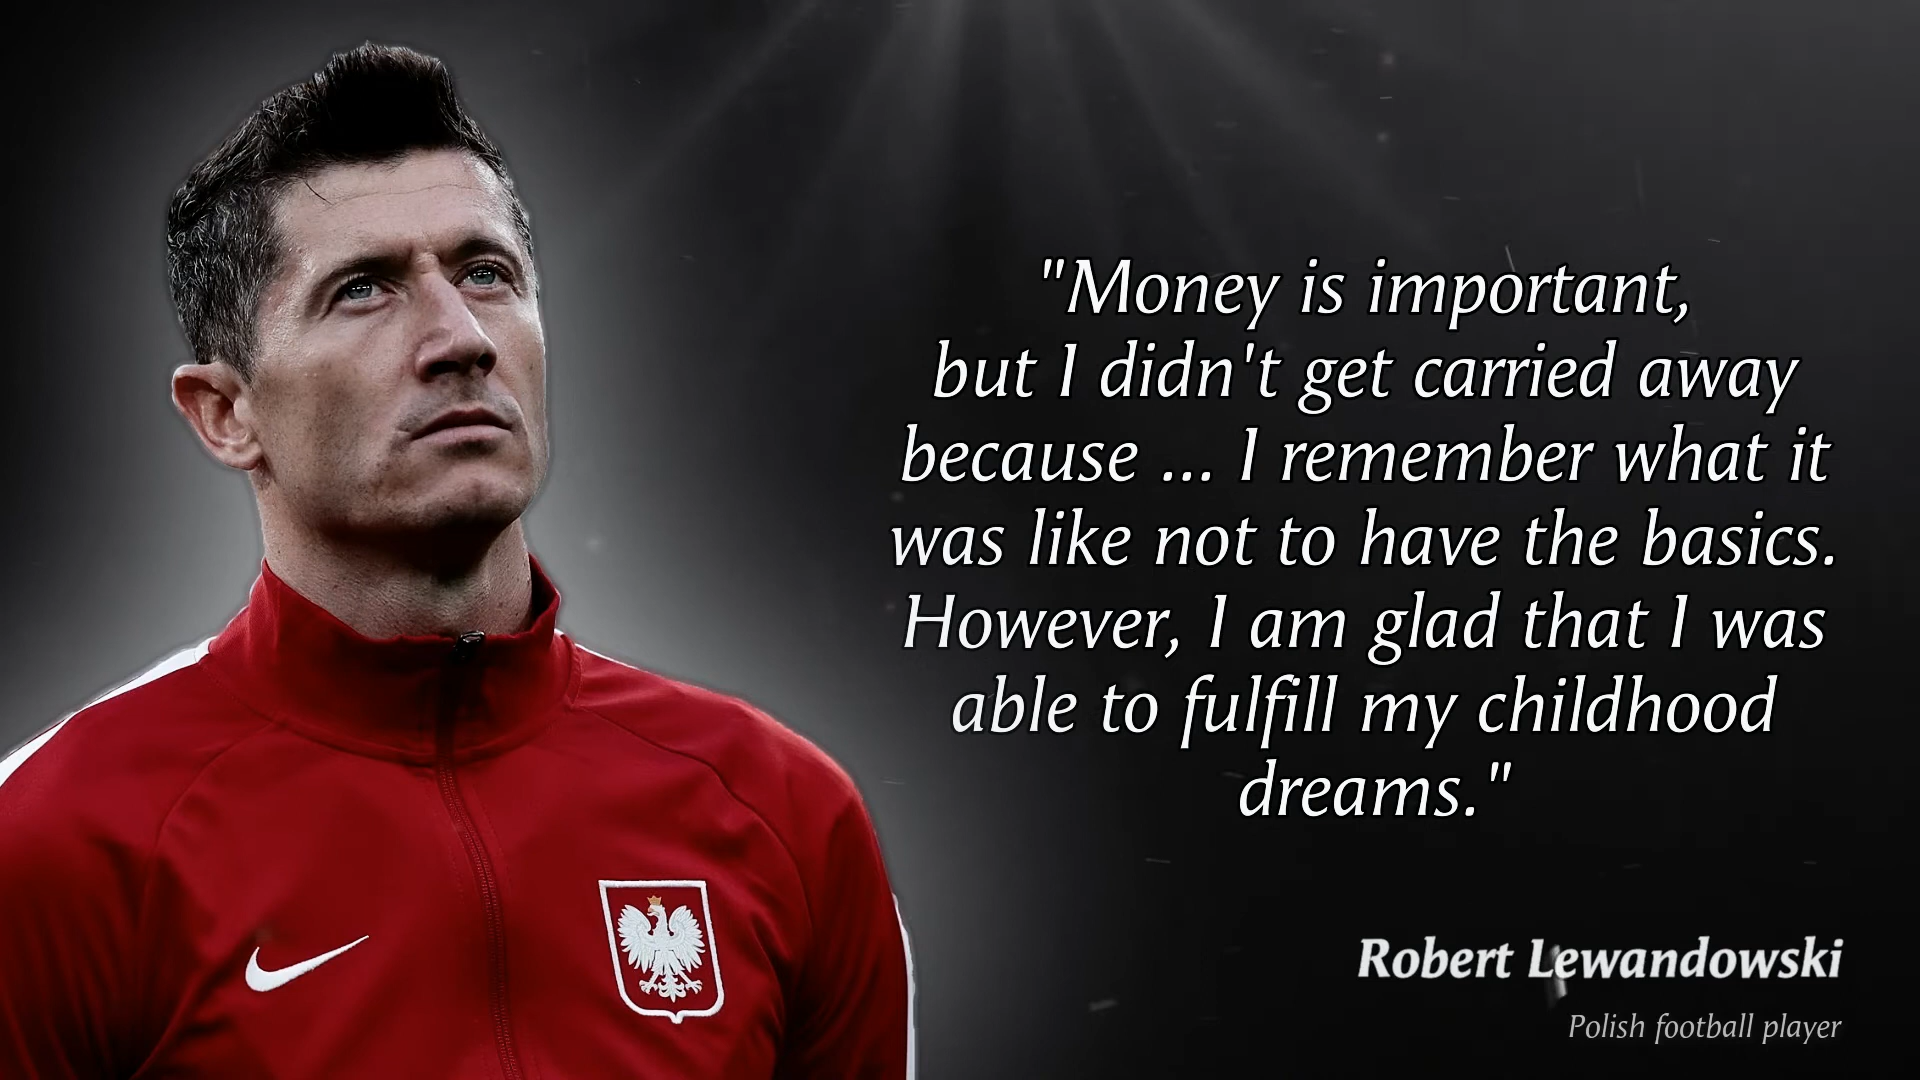 "Money is important,
but I didn't get carried away
because ... I remember what it
was like not to have the basics.
However, I am glad that I was
able to fulfill my childhood
dreams."
Robert Lewandowski
Polish football player